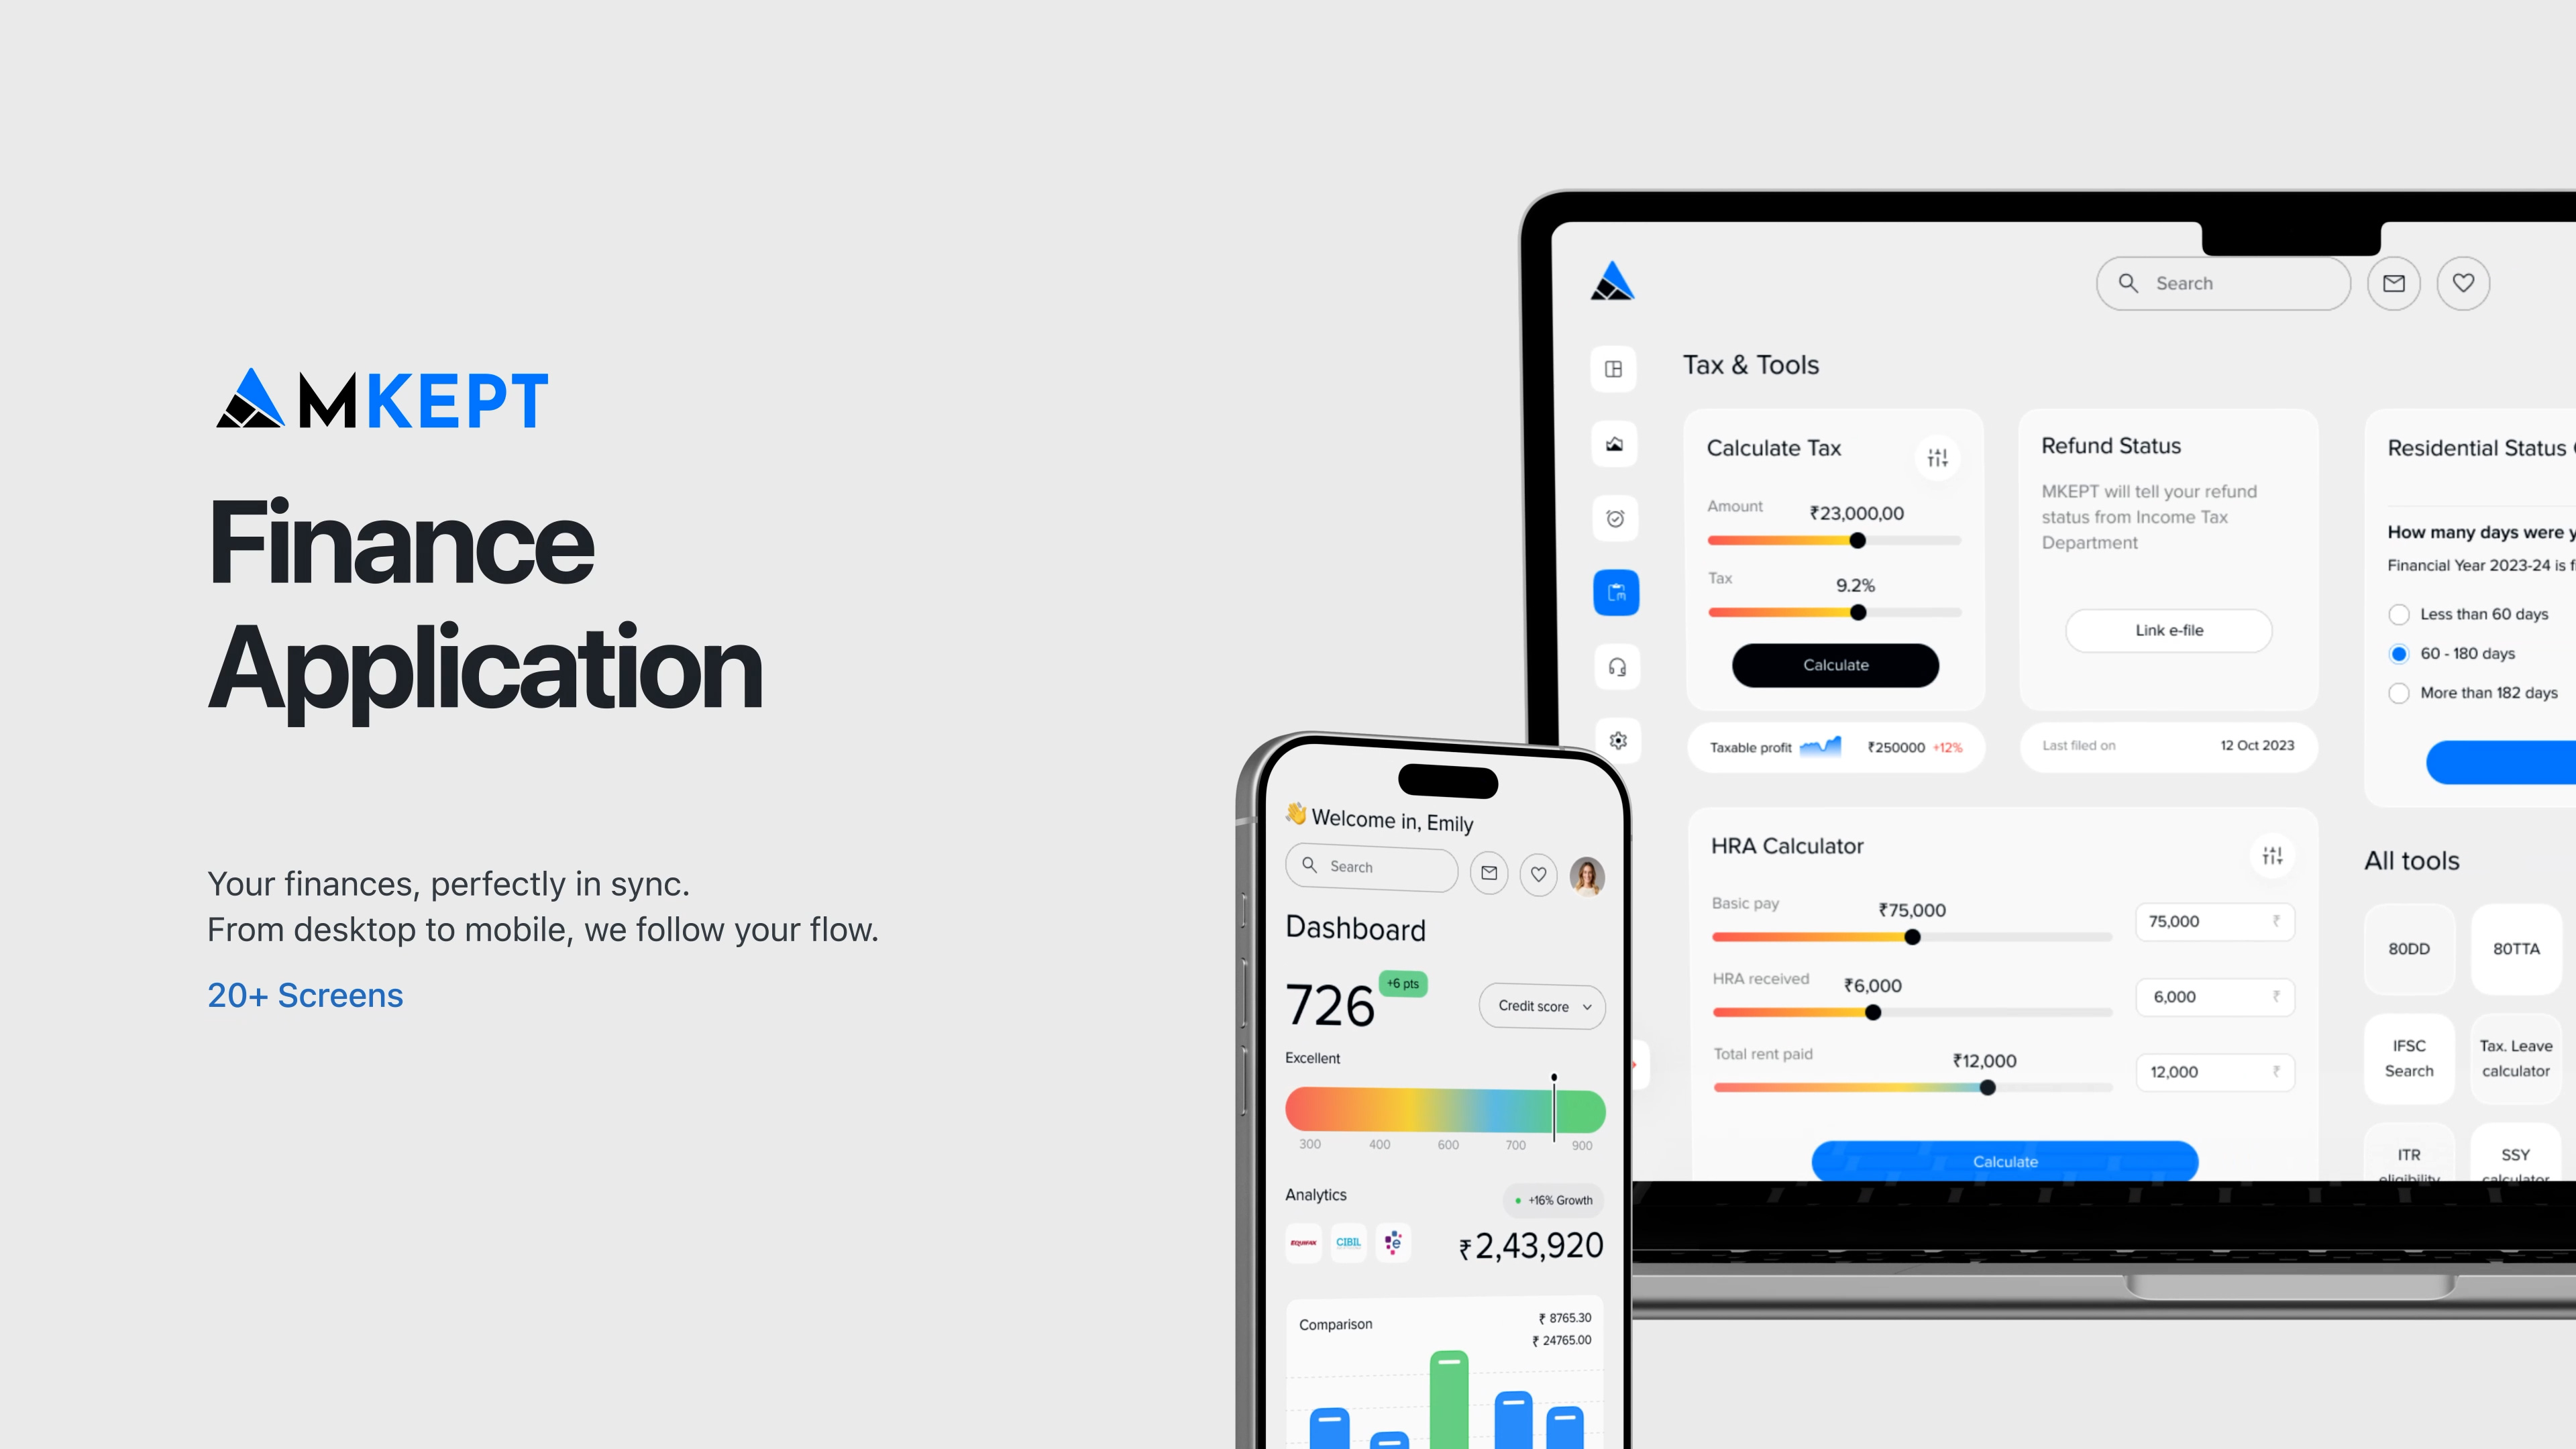 MKEPT
Finance
Application
Your finances, perfectly in sync.
From desktop to mobile, we follow your flow.
20+ Screens
Search
Tax & Tools
Calculate Tax
Amount
₹23,000,00
Tax
9.2%
Calculate
Taxable profit
₹250000 +12%
Refund Status
MKEPT will tell your refund
status from Income Tax
Department
Link e-file
Last filed on
12 Oct 2023
Residential Status
How many days were
Financial Year 2023-24 is
Less than 60 days
60 - 180 days
More than 182 days
HRA Calculator
Basic pay
₹75,000
75,000 ₹
HRA received
₹6,000
6,000 ₹
Total rent paid
₹12,000
12,000 ₹
Calculate
All tools
80DD
80TTA
IFSC
Search
Tax. Leave
calculator
ITR
eligibility
SSY
calculator
👋 Welcome in, Emily
Search
Dashboard
726
+6 pts
Credit score
Excellent
300 400 600 700 900
Analytics
+16% Growth
EQUIFAX
CIBIL
e
₹2,43,920
Comparison
₹ 8765.30
₹ 24765.00